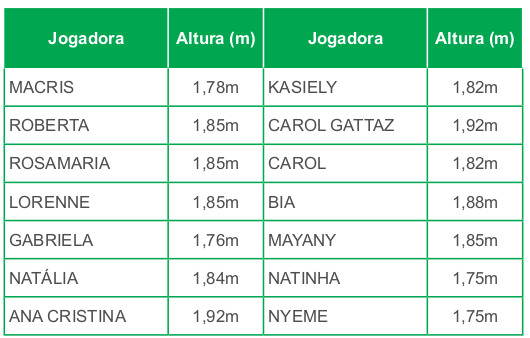 Jogadora Altura (m) Jogadora Altura (m)
MACRIS 1,78m KASIELY 1,82m
ROBERTA 1,85m CAROL GATTAZ 1,92m
ROSAMARIA 1,85m CAROL 1,82m
LORENNE 1,85m BIA 1,88m
GABRIELA 1,76m MAYANY 1,85m
NATÁLIA 1,84m NATINHA 1,75m
ANA CRISTINA 1,92m NYEME 1,75m